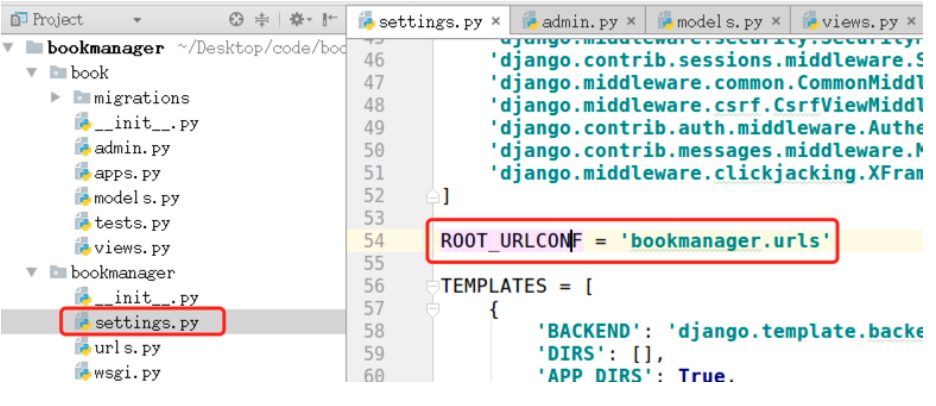 Project
settings.py × admin.py × models.py × views.py ×
bookmanager ~/Desktop/code/boo
book
migrations
__init__.py
admin.py
apps.py
models.py
tests.py
views.py
bookmanager
__init__.py
settings.py
urls.py
wsgi.py
45 'django.middleware.security.SecurityM
46 'django.contrib.sessions.middleware.S
47 'django.middleware.common.CommonMiddl
48 'django.middleware.csrf.CsrfViewMiddl
49 'django.contrib.auth.middleware.Authe
50 'django.contrib.messages.middleware.M
51 'django.middleware.clickjacking.XFram
52 ]
53
54 ROOT_URLCONF = 'bookmanager.urls'
55
56 TEMPLATES = [
57 {
58 'BACKEND': 'django.template.backe
59 'DIRS': [],
60 'APP_DIRS': True,